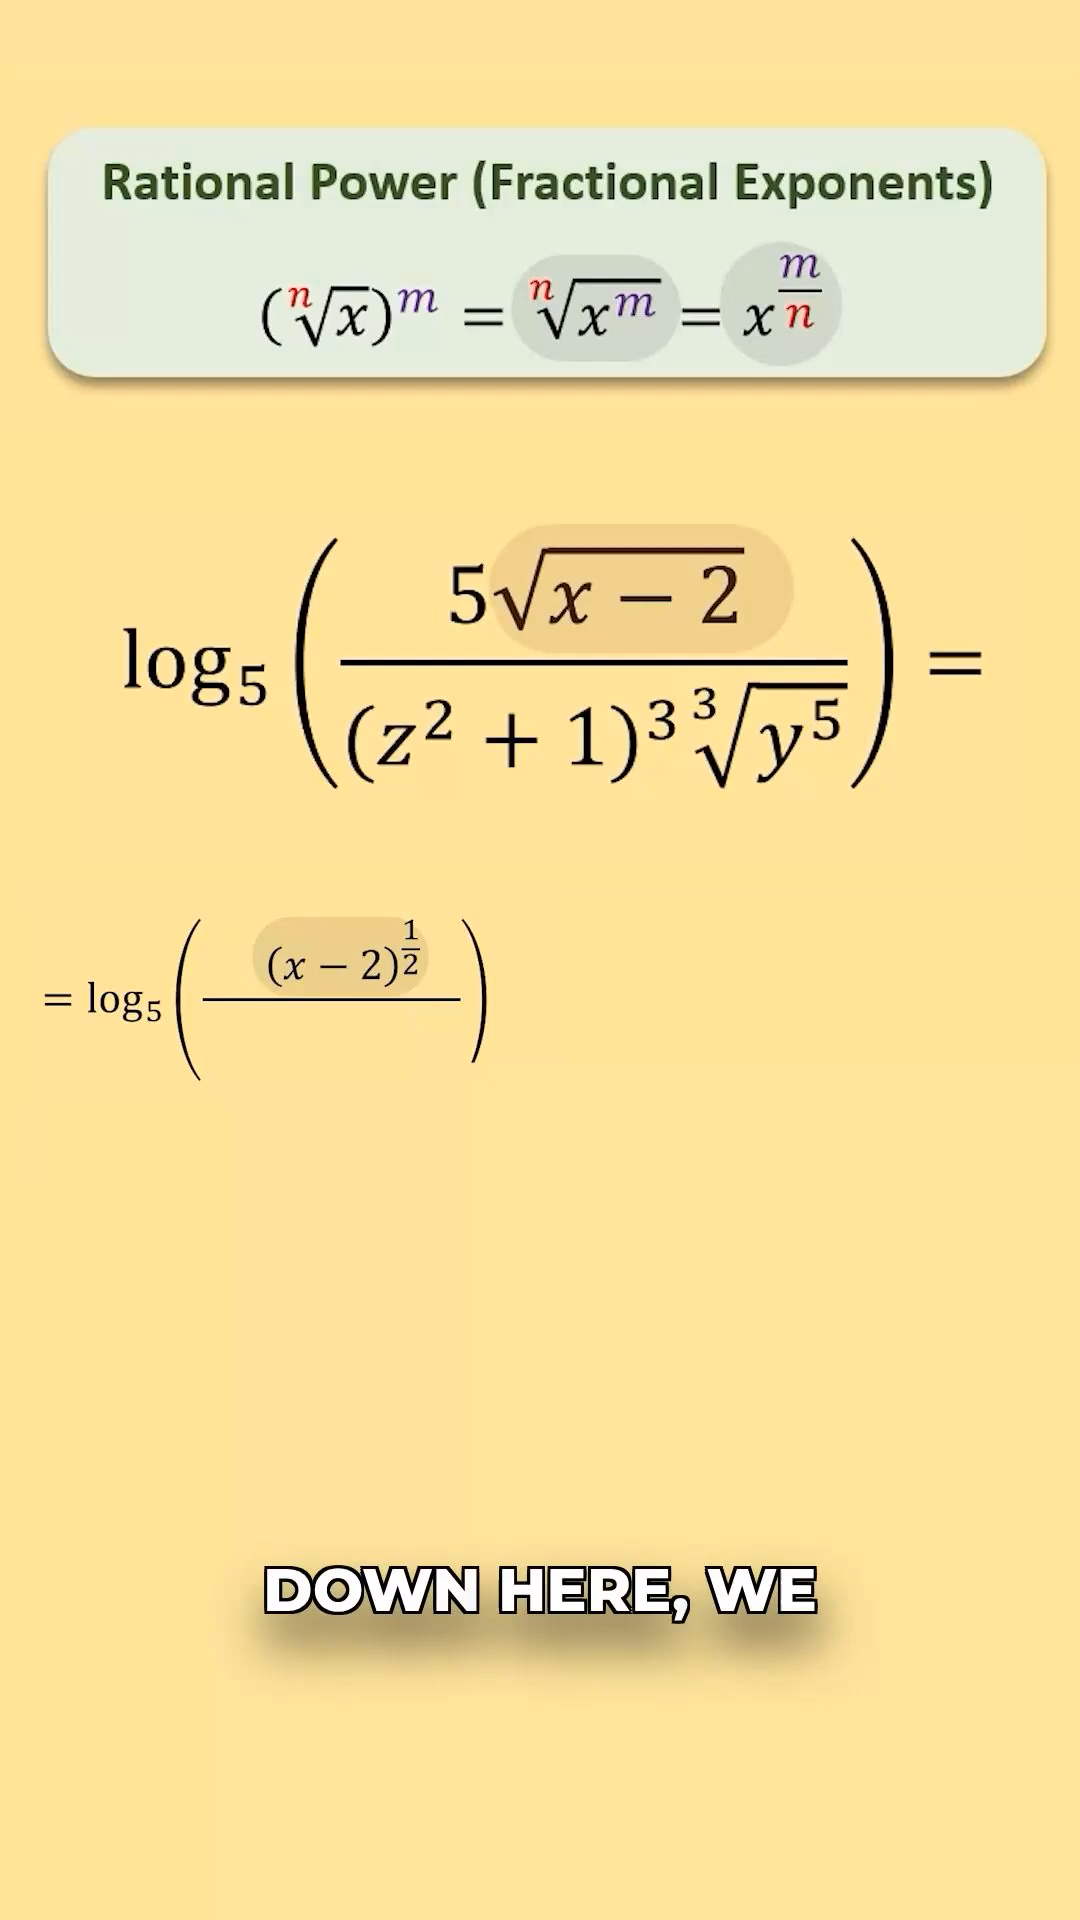 Rational Power (Fractional Exponents)
(ⁿ√x)ᵐ = ⁿ√xᵐ = x^(m/n)
log₅ ( 5√(x − 2) / (z² + 1)³ ³√y⁵ ) =
= log₅ ( (x − 2)^(1/2) / )
DOWN HERE, WE